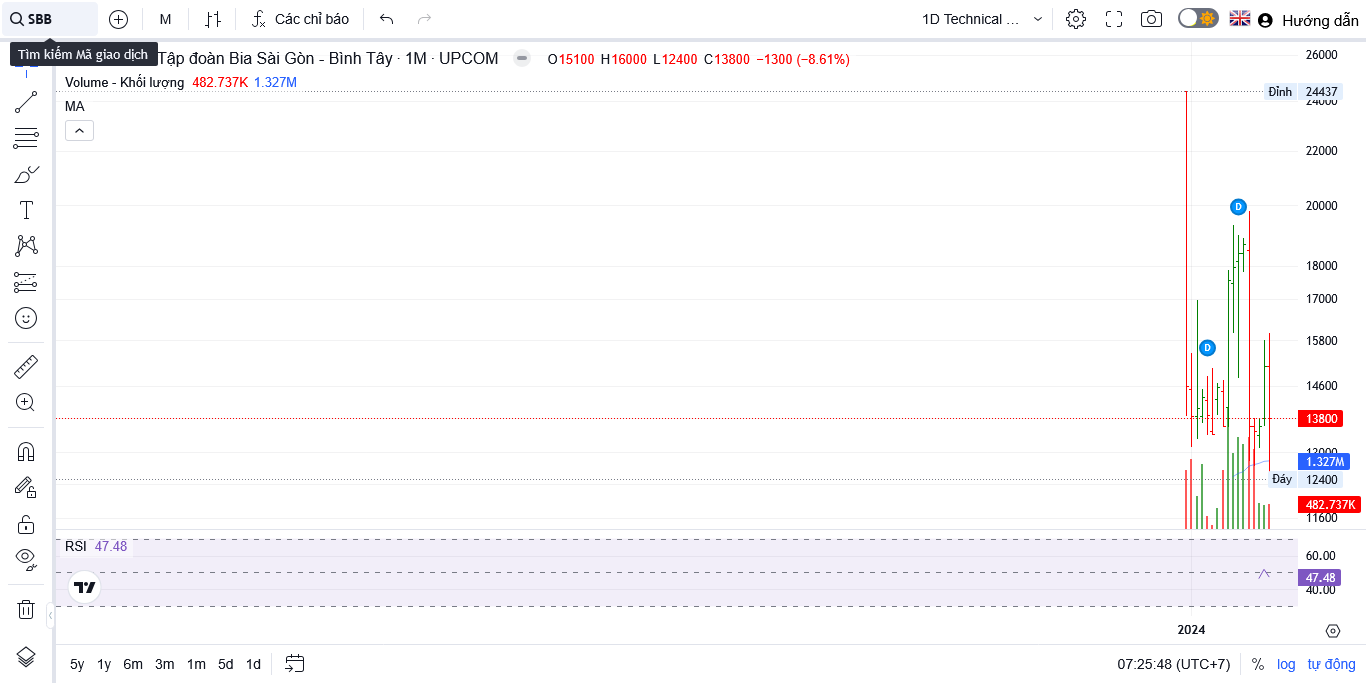 SBB
M
Các chỉ báo
1D Technical ...
Hướng dẫn
Tìm kiếm Mã giao dịch
Tập đoàn Bia Sài Gòn - Bình Tây · 1M · UPCOM
O15100 H16000 L12400 C13800 −1300 (−8.61%)
Volume - Khối lượng 482.737K 1.327M
MA
26000
Đỉnh 24437
24000
22000
D
20000
18000
17000
15800
D
14600
13800
13000
1.327M
Đáy 12400
482.737K
11600
RSI 47.48
60.00
47.48
40.00
2024
5y 1y 6m 3m 1m 5d 1d
07:25:48 (UTC+7) % log tự động